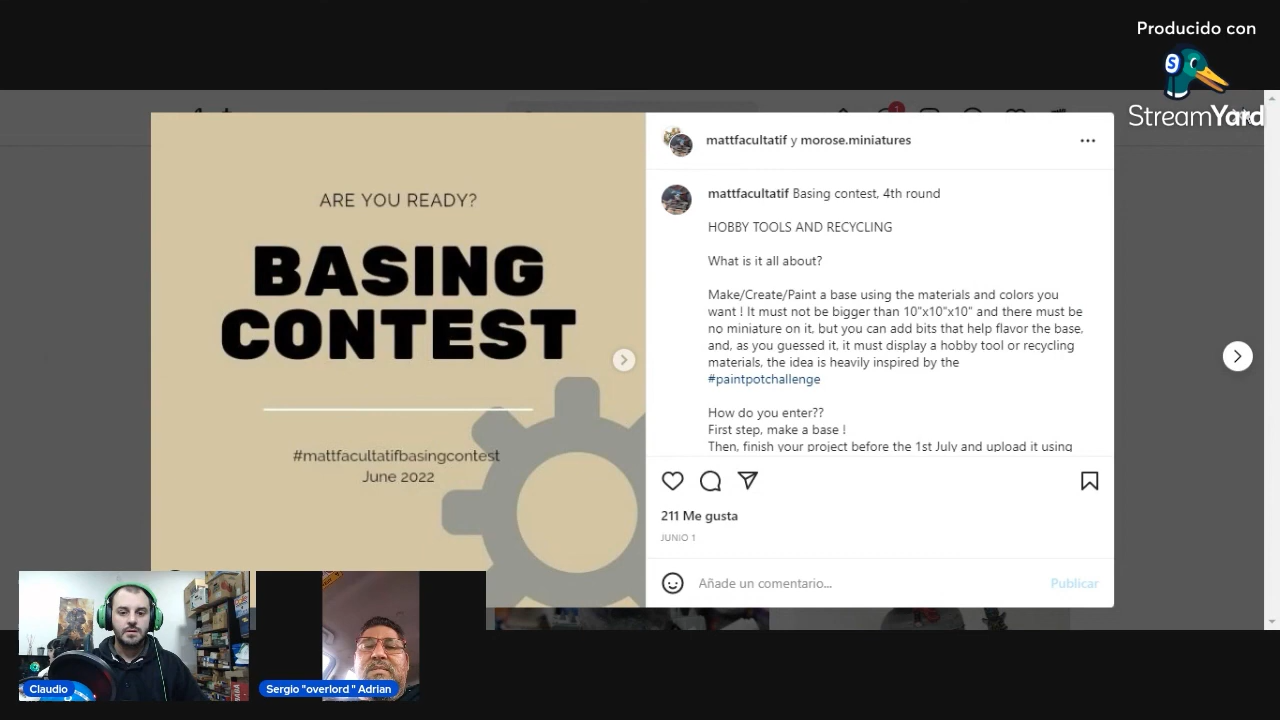 Producido con
StreamYard
ARE YOU READY?
BASING
CONTEST
#mattfacultatifbasingcontest
June 2022
mattfacultatif y morose.miniatures
mattfacultatif Basing contest, 4th round
HOBBY TOOLS AND RECYCLING
What is it all about?
Make/Create/Paint a base using the materials and colors you
want ! It must not be bigger than 10"x10"x10" and there must be
no miniature on it, but you can add bits that help flavor the base,
and, as you guessed it, it must display a hobby tool or recycling
materials, the idea is heavily inspired by the
#paintpotchallenge
How do you enter??
First step, make a base !
Then, finish your project before the 1st July and upload it using
211 Me gusta
JUNIO 1
Añade un comentario...
Publicar
Claudio
Sergio "overlord " Adrian